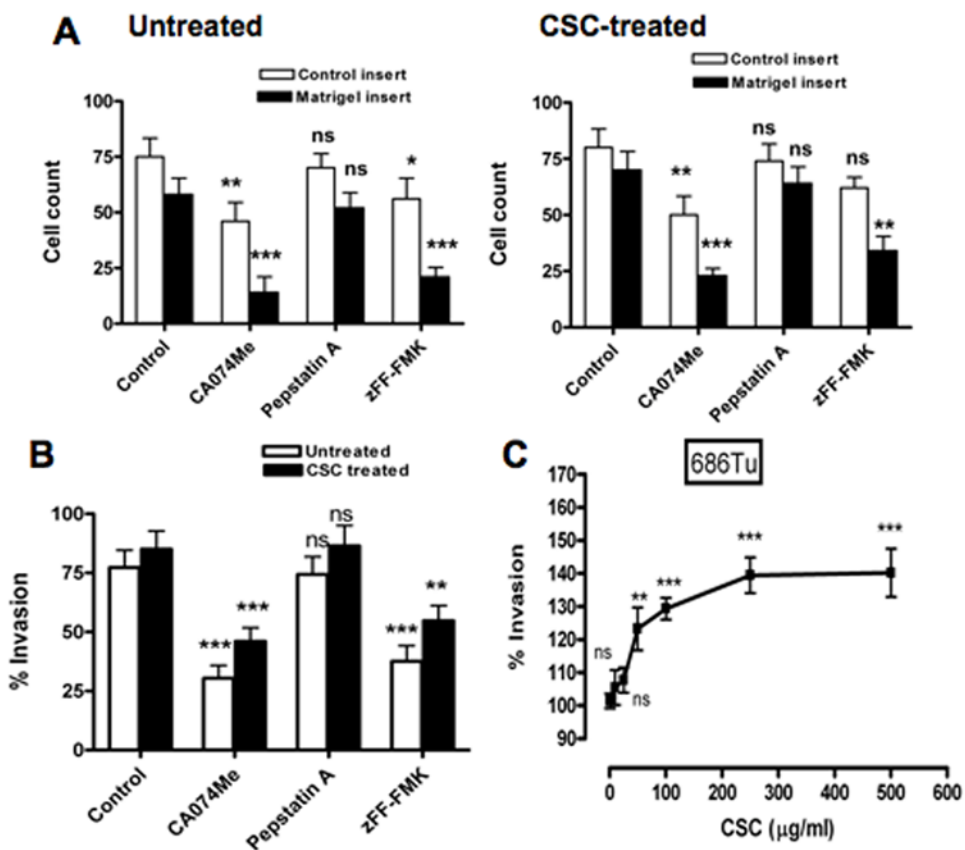 A
Untreated
Control insert
Matrigel insert
Cell count
100
75
50
25
0
**
***
ns
ns
*
***
Control
CA074Me
Pepstatin A
zFF-FMK
CSC-treated
Control insert
Matrigel insert
Cell count
100
75
50
25
0
**
***
ns
ns
ns
**
Control
CA074Me
Pepstatin A
zFF-FMK
B
Untreated
CSC treated
% Invasion
100
75
50
25
0
***
***
ns
ns
***
**
Control
CA074Me
Pepstatin A
zFF-FMK
C
686Tu
% Invasion
170
160
150
140
130
120
110
100
90
ns
ns
**
***
***
***
0 100 200 300 400 500 600
CSC (µg/ml)